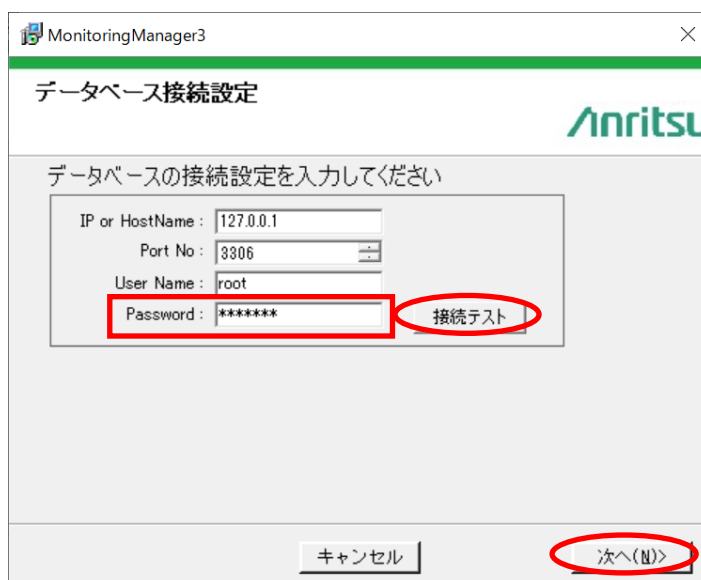 MonitoringManager3
データベース接続設定
Anritsu
データベースの接続設定を入力してください
IP or HostName : 127.0.0.1
Port No : 3306
User Name : root
Password : *******
接続テスト
キャンセル
次へ(N)>